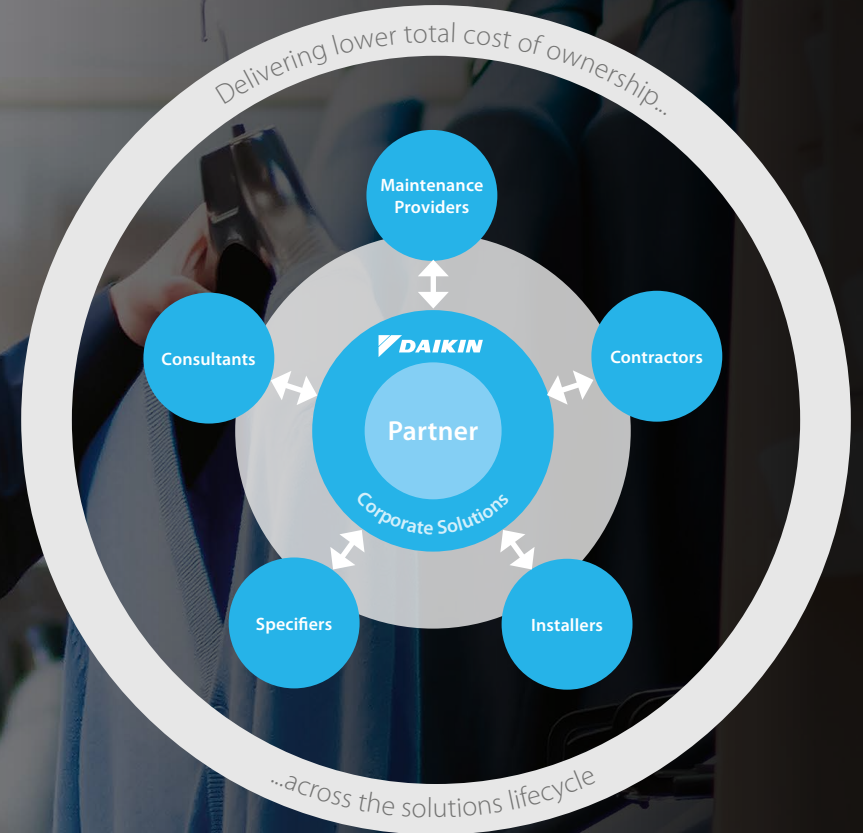 Delivering lower total cost of ownership...
Maintenance
Providers
Consultants
DAIKIN
Contractors
Partner
Corporate Solutions
Specifiers
Installers
...across the solutions lifecycle